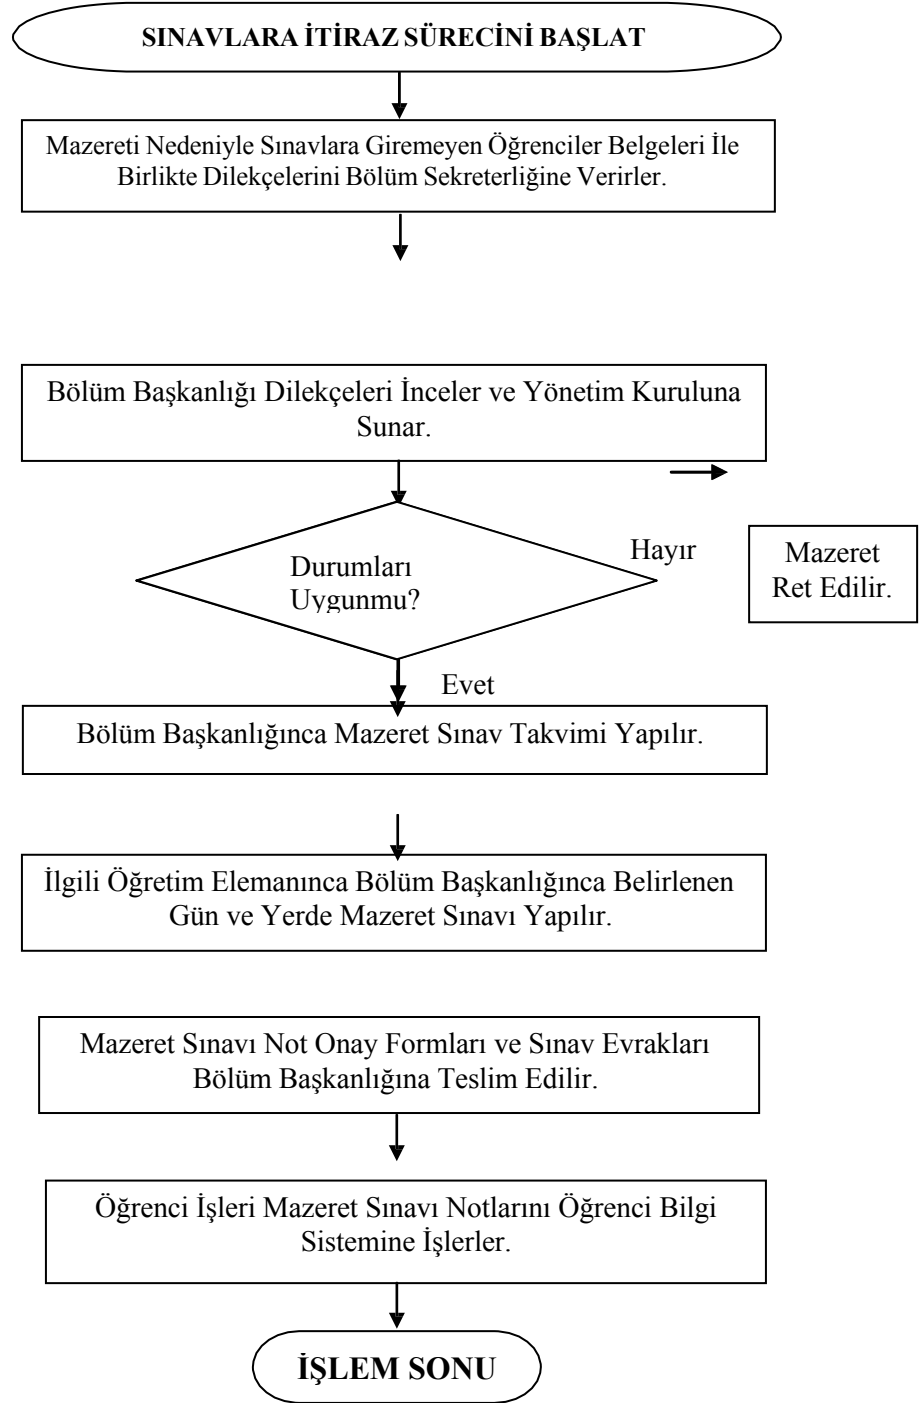 SINAVLARA İTİRAZ SÜRECİNİ BAŞLAT
Mazereti Nedeniyle Sınavlara Giremeyen Öğrenciler Belgeleri İle
Birlikte Dilekçelerini Bölüm Sekreterliğine Verirler.
Bölüm Başkanlığı Dilekçeleri İnceler ve Yönetim Kuruluna
Sunar.
Durumları
Uygunmu?
Hayır
Mazeret
Ret Edilir.
Evet
Bölüm Başkanlığınca Mazeret Sınav Takvimi Yapılır.
İlgili Öğretim Elemanınca Bölüm Başkanlığınca Belirlenen
Gün ve Yerde Mazeret Sınavı Yapılır.
Mazeret Sınavı Not Onay Formları ve Sınav Evrakları
Bölüm Başkanlığına Teslim Edilir.
Öğrenci İşleri Mazeret Sınavı Notlarını Öğrenci Bilgi
Sistemine İşlerler.
İŞLEM SONU